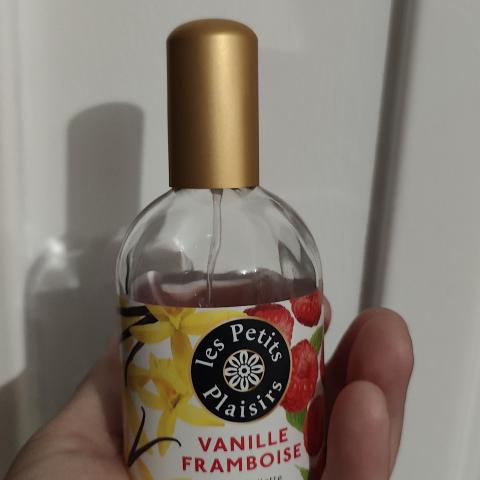 les Petits
Plaisirs
VANILLE
FRAMBOISE